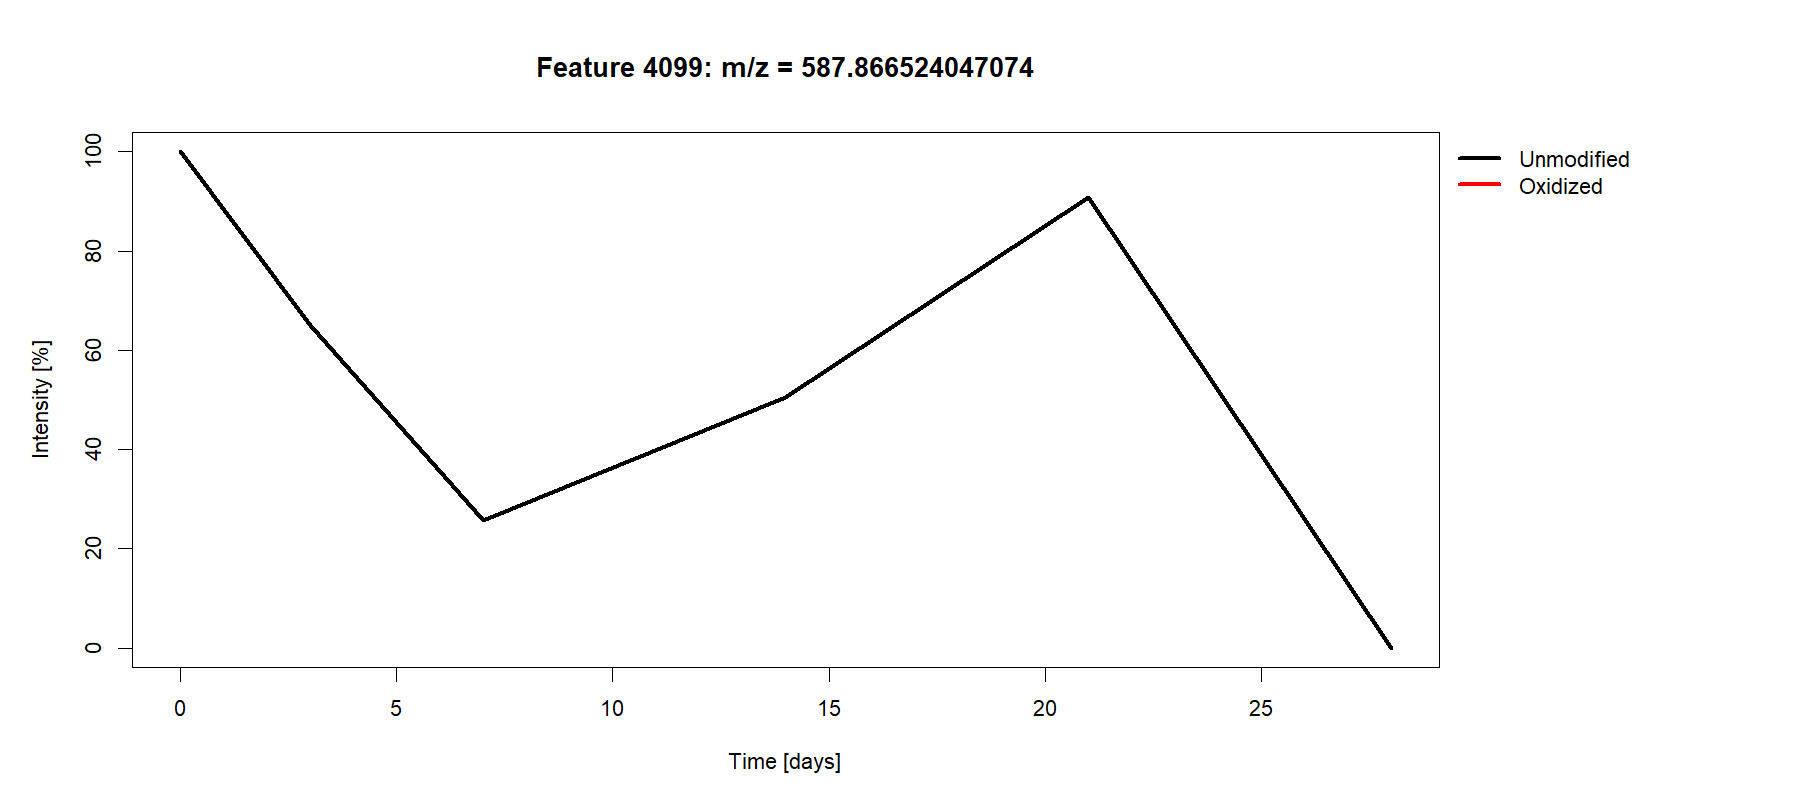 Feature 4099: m/z = 587.866524047074
Unmodified
Oxidized
Intensity [%]
100
80
60
40
20
0
0 5 10 15 20 25
Time [days]